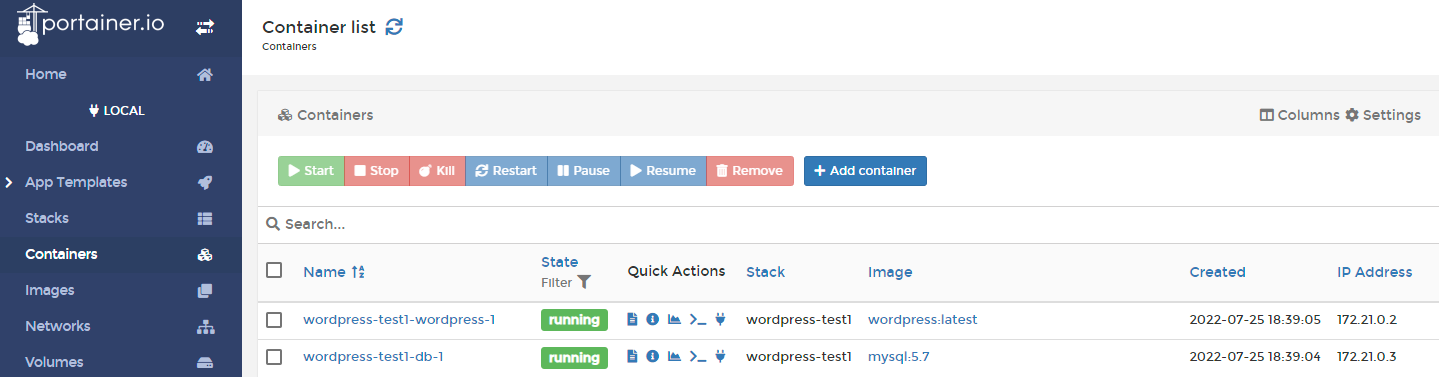 portainer.io
Home
LOCAL
Dashboard
App Templates
Stacks
Containers
Images
Networks
Volumes
Container list
Containers
Containers
Columns Settings
Start Stop Kill Restart Pause Resume Remove Add container
Search...
Name State Filter Quick Actions Stack Image Created IP Address
wordpress-test1-wordpress-1 running wordpress-test1 wordpress:latest 2022-07-25 18:39:05 172.21.0.2
wordpress-test1-db-1 running wordpress-test1 mysql:5.7 2022-07-25 18:39:04 172.21.0.3